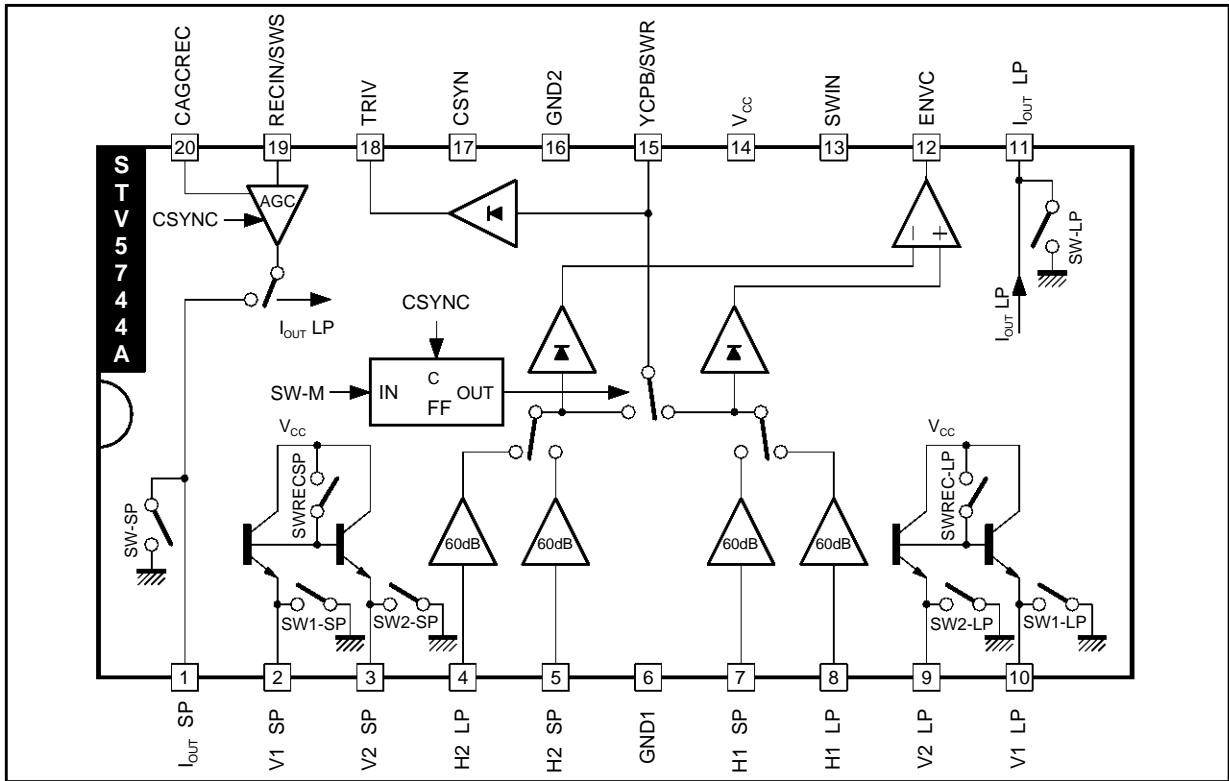 CAGCREC
RECIN/SWS
TRIV
CSYN
GND2
YCPB/SWR
VCC
SWIN
ENVC
IOUT LP
20
19
18
17
16
15
14
13
12
11
STV5744A
AGC
CSYNC
IOUT LP
CSYNC
SW-M
IN
C
FF
OUT
− +
SW-LP
IOUT LP
VCC
SWRECSP
SW-SP
60dB
60dB
60dB
60dB
SW1-SP
SW2-SP
VCC
SWREC-LP
SW2-LP
SW1-LP
1
2
3
4
5
6
7
8
9
10
IOUT SP
V1 SP
V2 SP
H2 LP
H2 SP
GND1
H1 SP
H1 LP
V2 LP
V1 LP